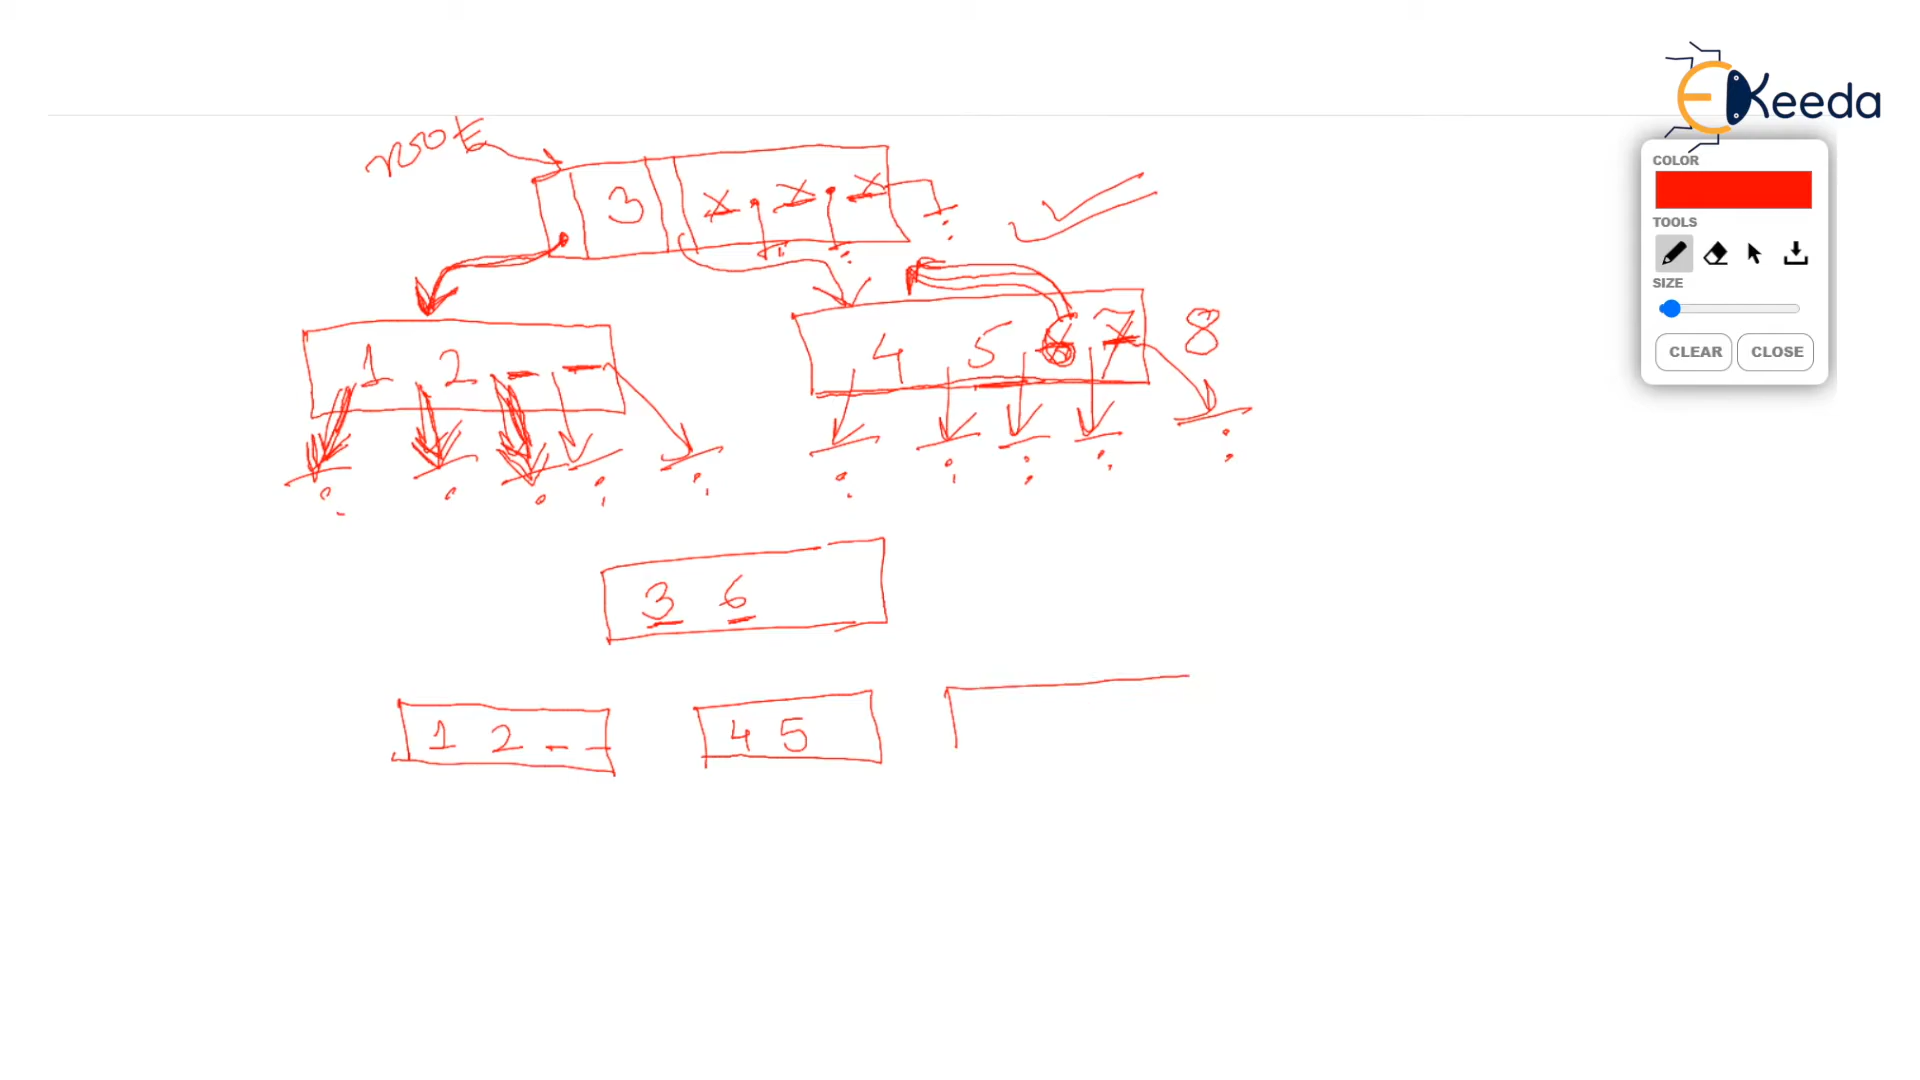 EKeeda
COLOR
root
3 x . x . x
TOOLS
SIZE
1 2 _ _
4 5 6 7 8
CLEAR CLOSE
3 6
1 2 _ _
4 5